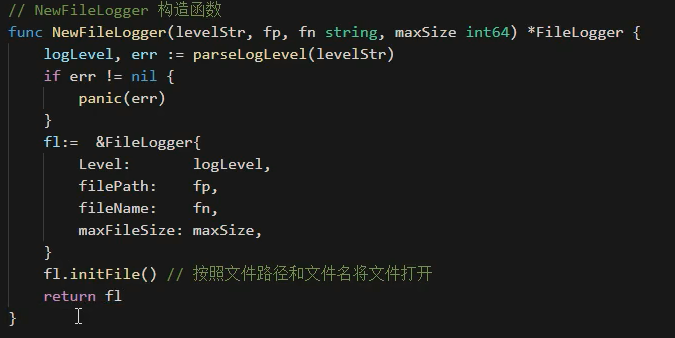 // NewFileLogger 构造函数
func NewFileLogger(levelStr, fp, fn string, maxSize int64) *FileLogger {
    logLevel, err := parseLogLevel(levelStr)
    if err != nil {
        panic(err)
    }
    fl:=  &FileLogger{
        Level:       logLevel,
        filePath:    fp,
        fileName:    fn,
        maxFileSize: maxSize,
    }
    fl.initFile() // 按照文件路径和文件名将文件打开
    return fl
}